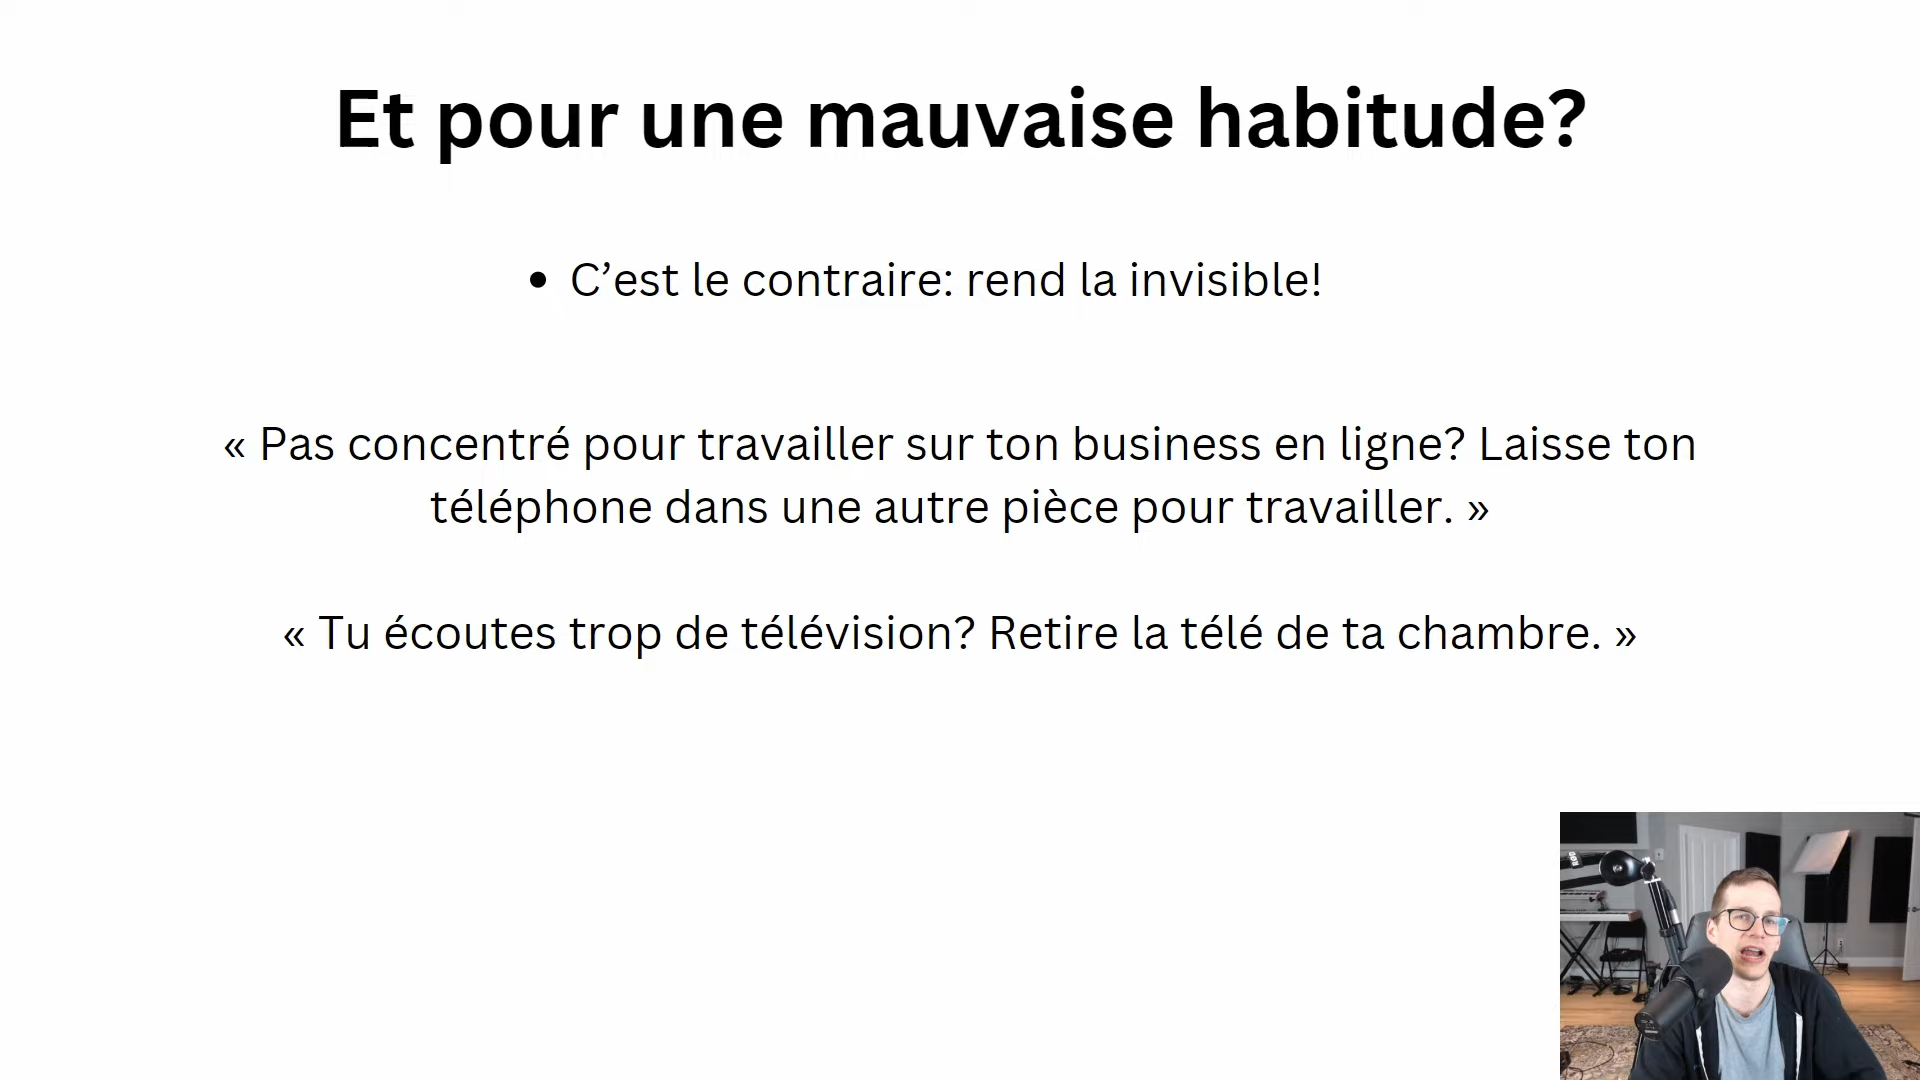 Et pour une mauvaise habitude?
• C’est le contraire: rend la invisible!
« Pas concentré pour travailler sur ton business en ligne? Laisse ton
téléphone dans une autre pièce pour travailler. »
« Tu écoutes trop de télévision? Retire la télé de ta chambre. »